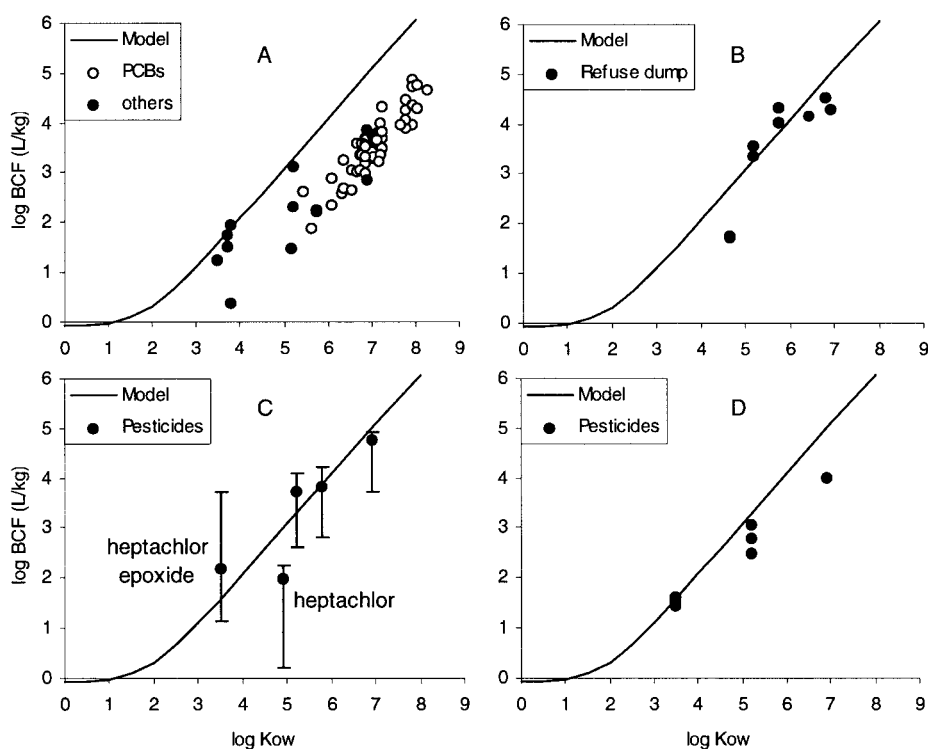 6
5
4
3
2
1
0
log BCF (L/kg)
Model
PCBs
others
A
0 1 2 3 4 5 6 7 8 9
6
5
4
3
2
1
0
Model
Refuse dump
B
0 1 2 3 4 5 6 7 8 9
6
5
4
3
2
1
0
log BCF (L/kg)
Model
Pesticides
C
heptachlor
epoxide
heptachlor
0 1 2 3 4 5 6 7 8 9
log Kow
6
5
4
3
2
1
0
Model
Pesticides
D
0 1 2 3 4 5 6 7 8 9
log Kow